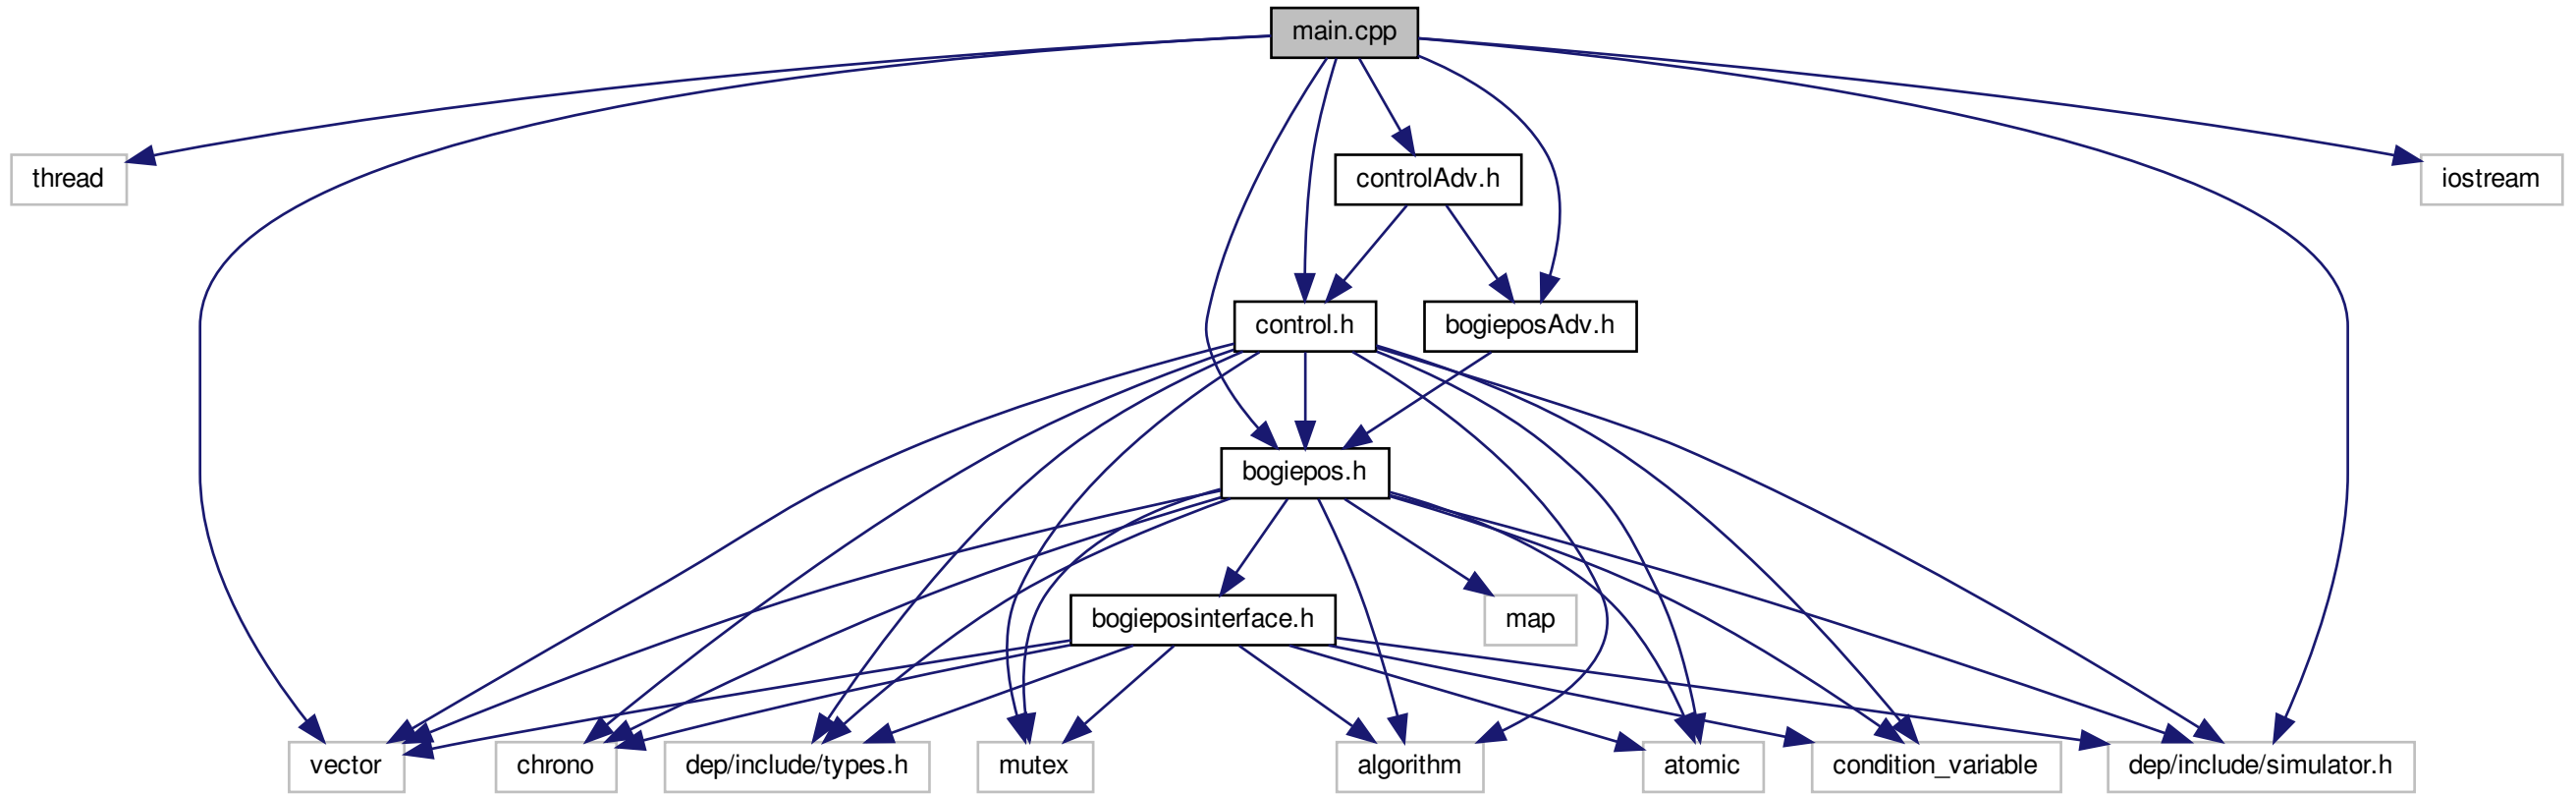 main.cpp
thread
controlAdv.h
iostream
control.h
bogieposAdv.h
bogiepos.h
bogieposinterface.h
map
vector
chrono
dep/include/types.h
mutex
algorithm
atomic
condition_variable
dep/include/simulator.h